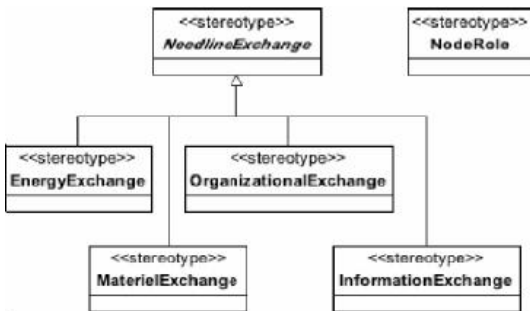 <<stereotype>>
NeedlineExchange
<<stereotype>>
NodeRole
<<stereotype>>
EnergyExchange
<<stereotype>>
OrganizationalExchange
<<stereotype>>
MaterielExchange
<<stereotype>>
InformationExchange